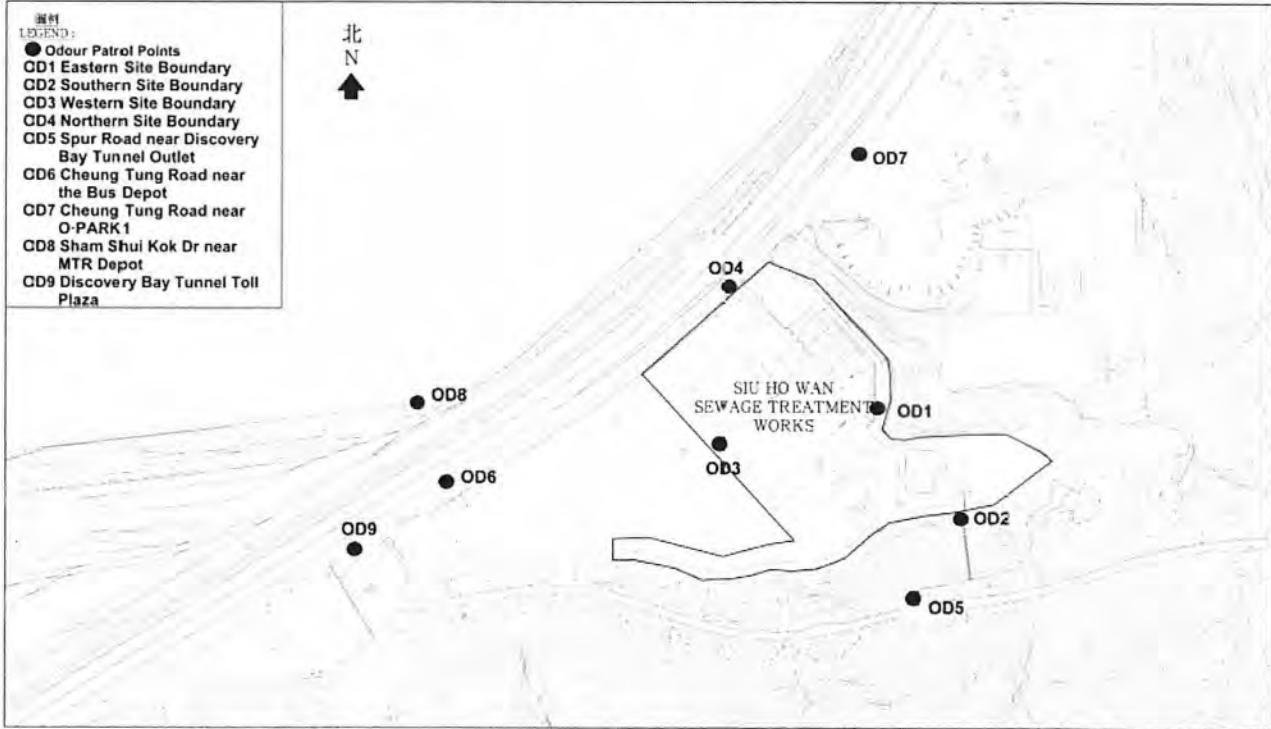 圖例
LEGEND:
Odour Patrol Points
OD1 Eastern Site Boundary
OD2 Southern Site Boundary
OD3 Western Site Boundary
OD4 Northern Site Boundary
OD5 Spur Road near Discovery
Bay Tunnel Outlet
OD6 Cheung Tung Road near
the Bus Depot
OD7 Cheung Tung Road near
O·PARK1
OD8 Sham Shui Kok Dr near
MTR Depot
OD9 Discovery Bay Tunnel Toll
Plaza
北
N
OD7
OD4
OD8
SIU HO WAN
SEWAGE TREATMENT
WORKS
OD1
OD3
OD6
OD2
OD9
OD5